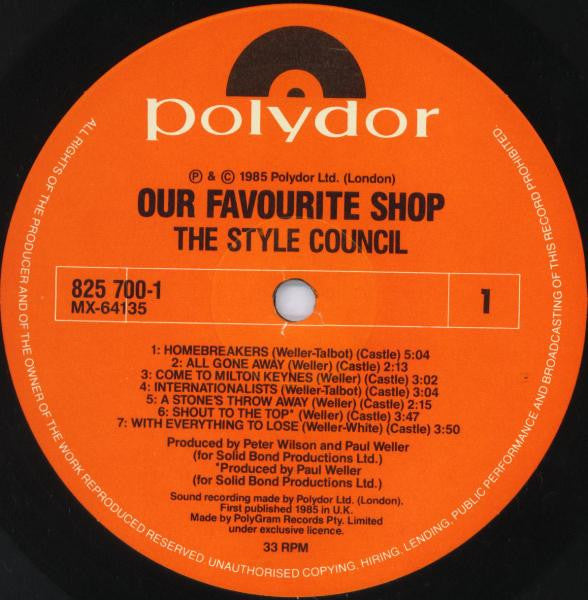 polydor
Ⓟ & © 1985 Polydor Ltd. (London)
OUR FAVOURITE SHOP
THE STYLE COUNCIL
825 700-1
MX-64135
1
1: HOMEBREAKERS (Weller-Talbot) (Castle) 5:04
2: ALL GONE AWAY (Weller) (Castle) 2:13
3: COME TO MILTON KEYNES (Weller) (Castle) 3:02
4: INTERNATIONALISTS (Weller-Talbot) (Castle) 3:04
5: A STONE'S THROW AWAY (Weller) (Castle) 2:15
6: SHOUT TO THE TOP* (Weller) (Castle) 3:47
7: WITH EVERYTHING TO LOSE (Weller-White) (Castle) 3:50
Produced by Peter Wilson and Paul Weller
(for Solid Bond Productions Ltd.)
*Produced by Paul Weller
(for Solid Bond Productions Ltd.)
Sound recording made by Polydor Ltd. (London).
First published 1985 in U.K.
Made by PolyGram Records Pty. Limited
under exclusive licence.
33 RPM
ALL RIGHTS OF THE PRODUCER AND OF THE OWNER OF THE WORK REPRODUCED RESERVED. UNAUTHORISED COPYING. HIRING. LENDING, PUBLIC PERFORMANCE AND BROADCASTING OF THIS RECORD PROHIBITED.